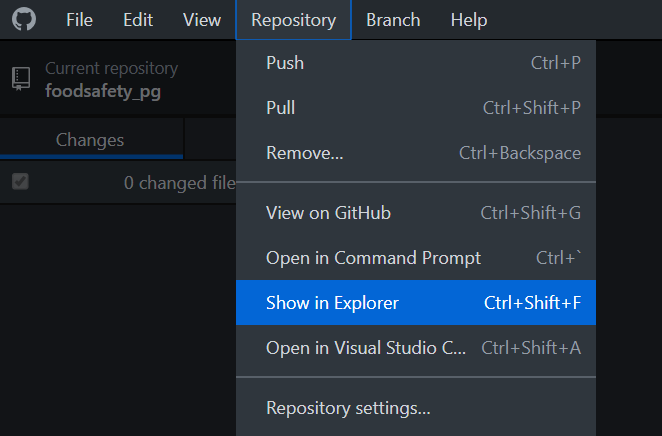 File Edit View Repository Branch Help
Current repository
foodsafety_pg
Changes
0 changed file
Push Ctrl+P
Pull Ctrl+Shift+P
Remove... Ctrl+Backspace
View on GitHub Ctrl+Shift+G
Open in Command Prompt Ctrl+`
Show in Explorer Ctrl+Shift+F
Open in Visual Studio C... Ctrl+Shift+A
Repository settings...